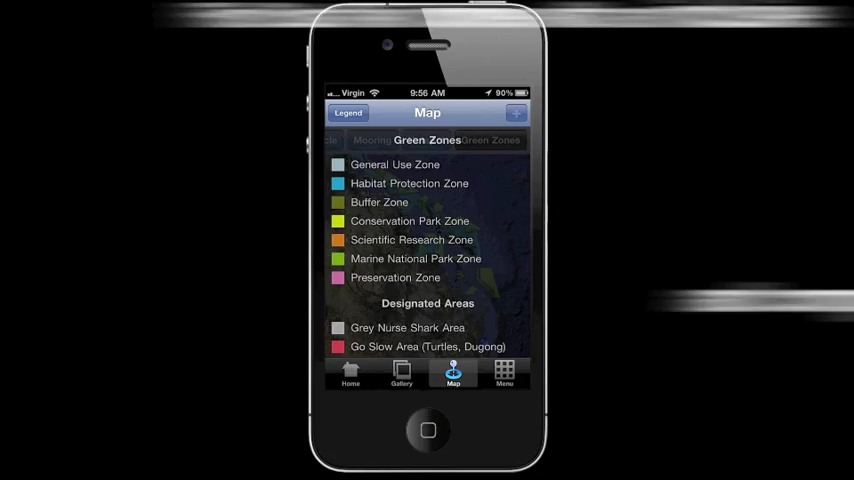 Virgin 9:56 AM 90%
Legend Map +
cle Mooring Green Zones Green Zones
General Use Zone
Habitat Protection Zone
Buffer Zone
Conservation Park Zone
Scientific Research Zone
Marine National Park Zone
Preservation Zone
Designated Areas
Grey Nurse Shark Area
Go Slow Area (Turtles, Dugong)
Home Gallery Map Menu